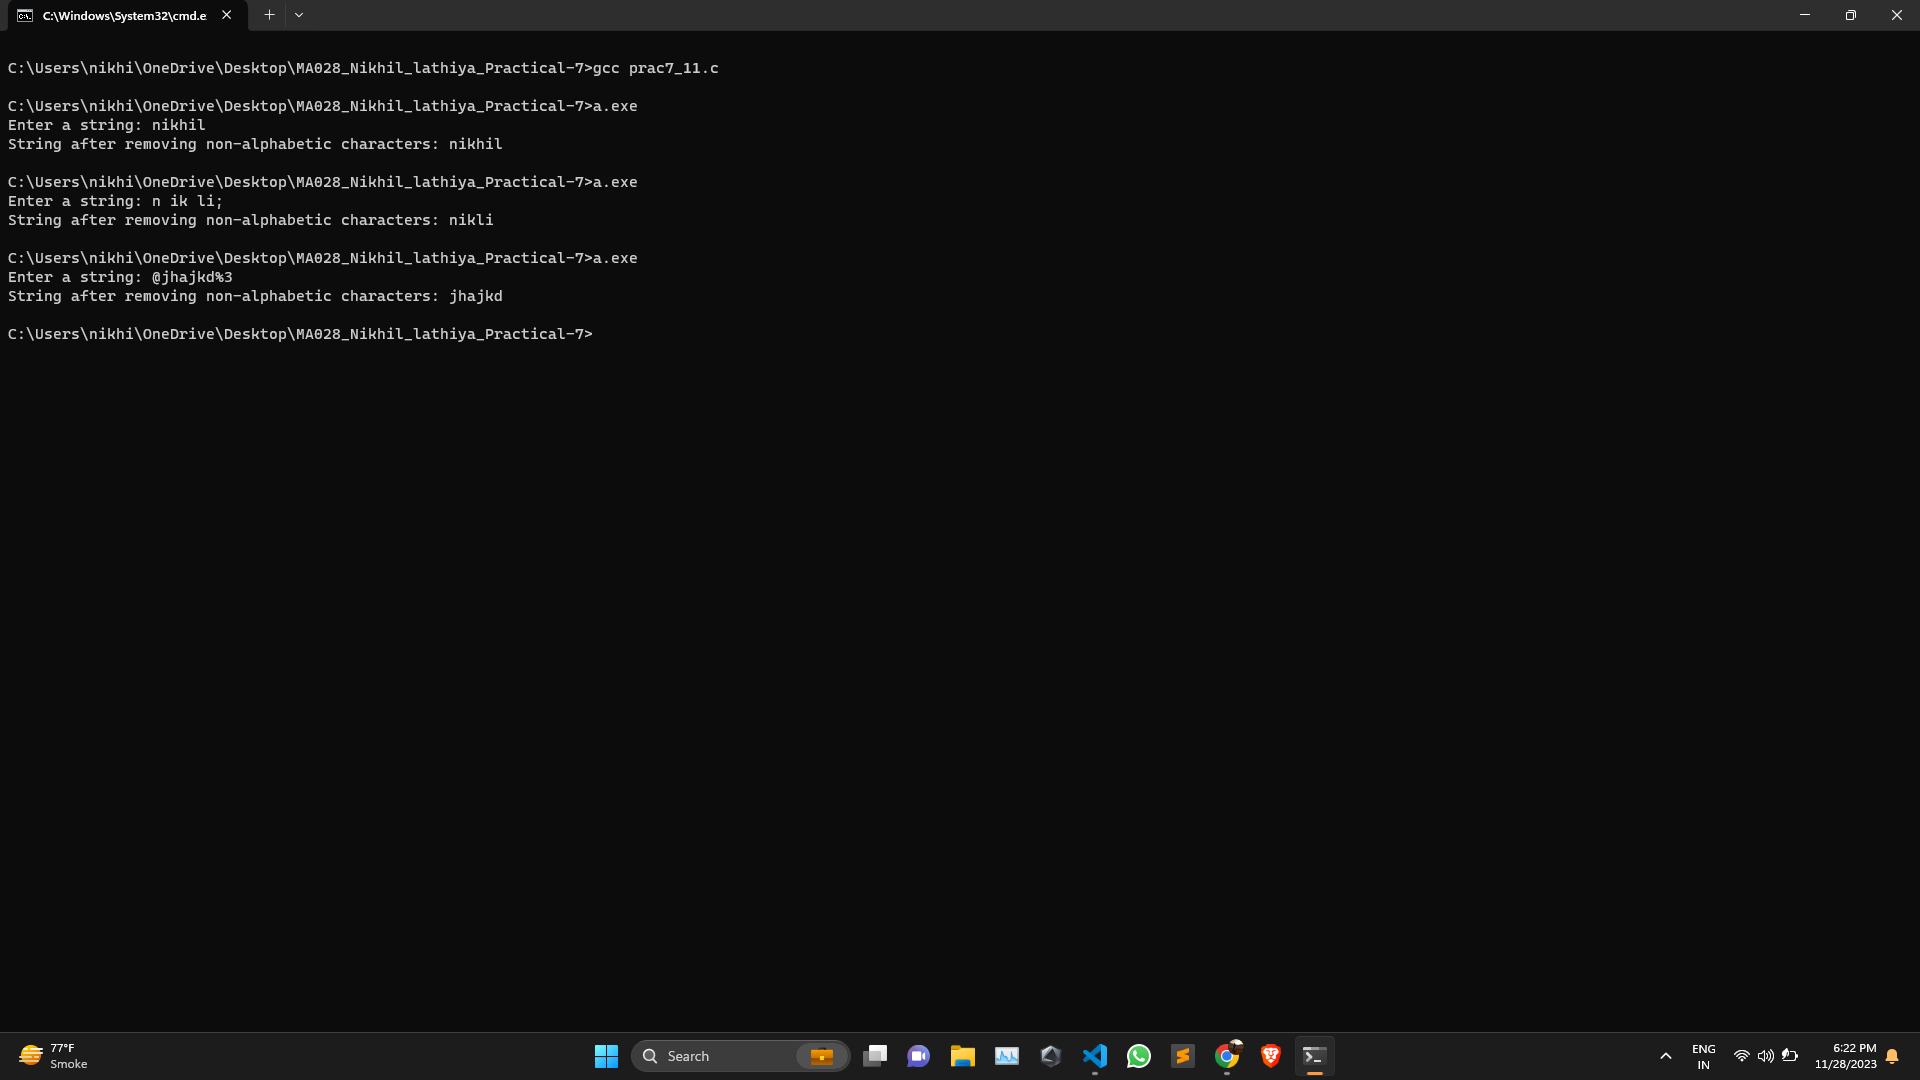 C:\Windows\System32\cmd.e
C:\Users\nikhi\OneDrive\Desktop\MA028_Nikhil_lathiya_Practical-7>gcc prac7_11.c
C:\Users\nikhi\OneDrive\Desktop\MA028_Nikhil_lathiya_Practical-7>a.exe
Enter a string: nikhil
String after removing non-alphabetic characters: nikhil
C:\Users\nikhi\OneDrive\Desktop\MA028_Nikhil_lathiya_Practical-7>a.exe
Enter a string: n ik li;
String after removing non-alphabetic characters: nikli
C:\Users\nikhi\OneDrive\Desktop\MA028_Nikhil_lathiya_Practical-7>a.exe
Enter a string: @jhajkd%3
String after removing non-alphabetic characters: jhajkd
C:\Users\nikhi\OneDrive\Desktop\MA028_Nikhil_lathiya_Practical-7>
77°F
Smoke
Search
ENG
IN
6:22 PM
11/28/2023